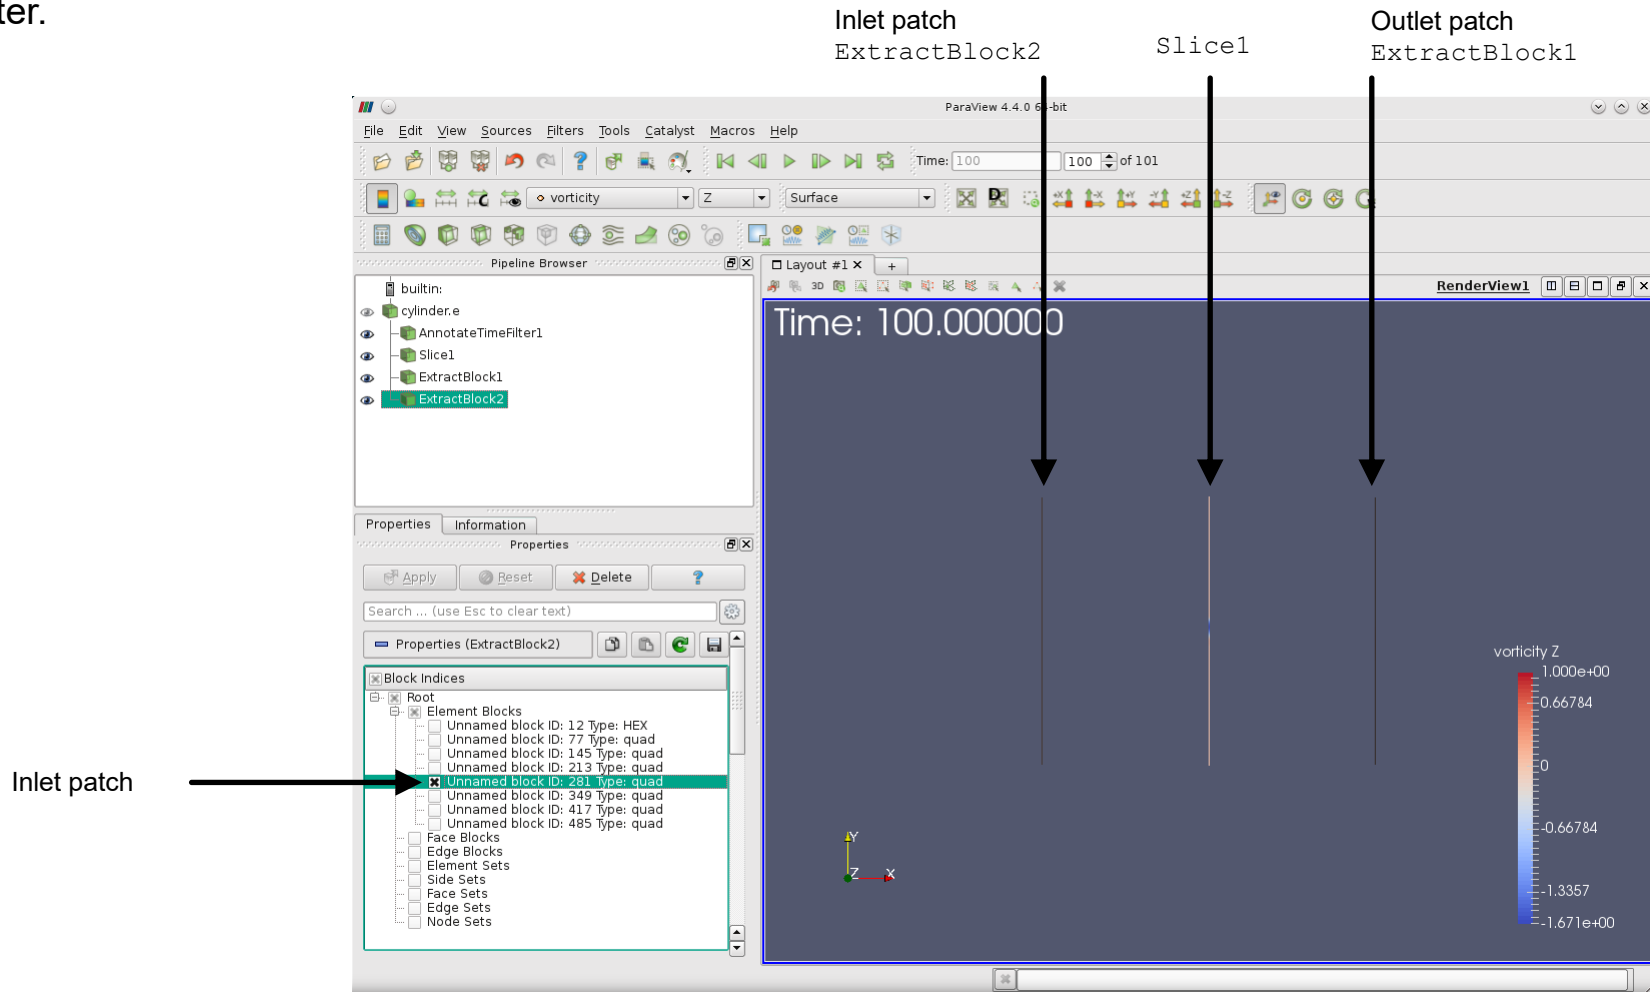 ter.
Inlet patch
ExtractBlock2
Slice1
Outlet patch
ExtractBlock1
ParaView 4.4.0 64-bit
File Edit View Sources Filters Tools Catalyst Macros Help
Time: 100 100 of 101
vorticity Z Surface
Pipeline Browser
Layout #1 +
builtin:
3D
RenderView1
cylinder.e
AnnotateTimeFilter1
Slice1
ExtractBlock1
ExtractBlock2
Time: 100.000000
Properties Information
Properties
Apply Reset Delete ?
Search ... (use Esc to clear text)
Properties (ExtractBlock2)
Block Indices
Root
Element Blocks
Unnamed block ID: 12 Type: HEX
Unnamed block ID: 77 Type: quad
Unnamed block ID: 145 Type: quad
Unnamed block ID: 213 Type: quad
Unnamed block ID: 281 Type: quad
Unnamed block ID: 349 Type: quad
Unnamed block ID: 417 Type: quad
Unnamed block ID: 485 Type: quad
Face Blocks
Edge Blocks
Element Sets
Side Sets
Face Sets
Edge Sets
Node Sets
Inlet patch
vorticity Z
1.000e+00
0.66784
0
-0.66784
-1.3357
-1.671e+00
Y
Z X